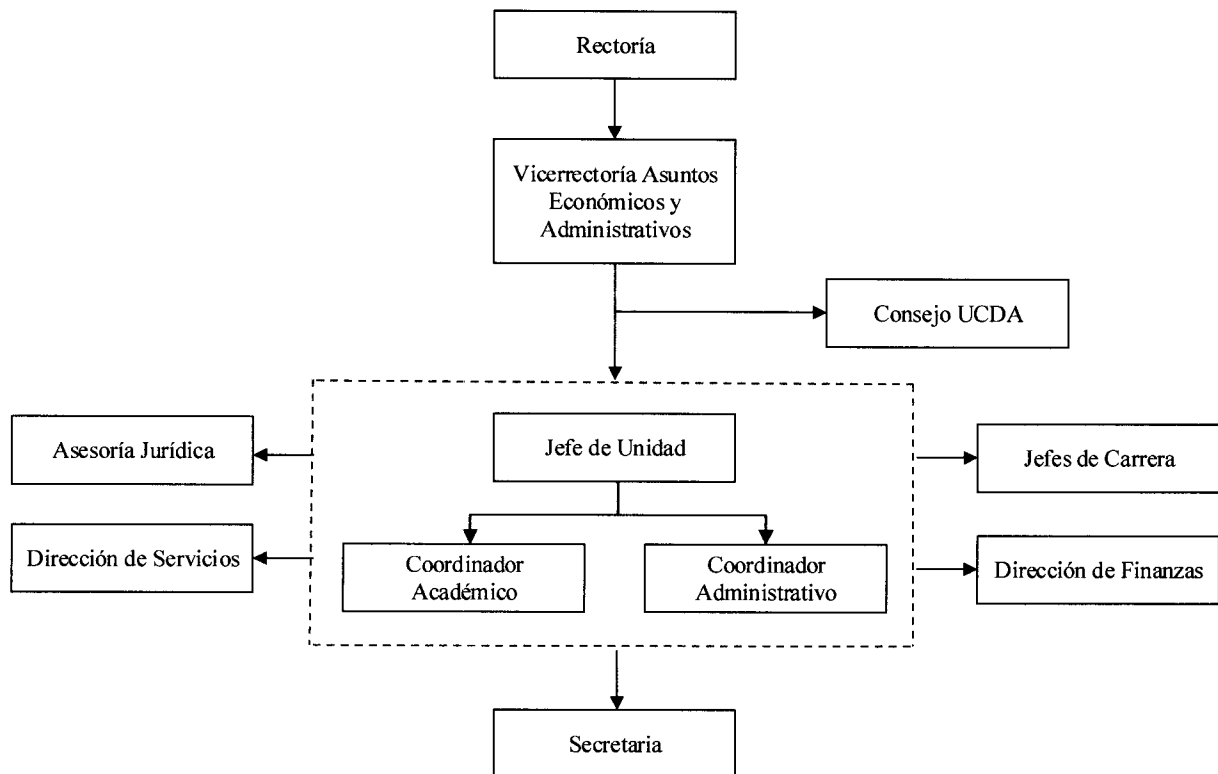 Rectoría
Vicerrectoría Asuntos
Económicos y
Administrativos
Consejo UCDA
Asesoría Jurídica
Jefe de Unidad
Jefes de Carrera
Dirección de Servicios
Coordinador
Académico
Coordinador
Administrativo
Dirección de Finanzas
Secretaria